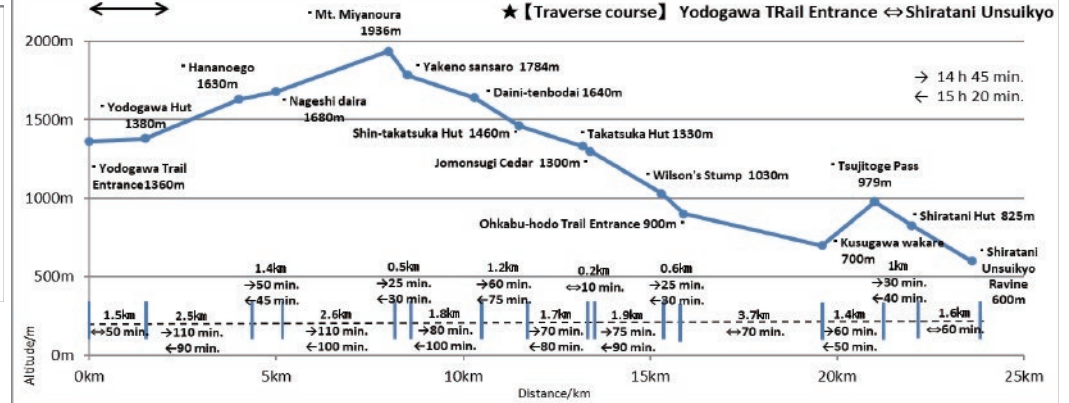 ★【Traverse course】 Yodogawa TRail Entrance ⇔Shiratani Unsuikyo
→ 14 h 45 min.
← 15 h 20 min.
2000m
1500m
1000m
500m
0m
Altitude/m
・Yodogawa Trail
Entrance1360m
・Yodogawa Hut
1380m
・Hananoego
1630m
・Nageshi daira
1680m
・Mt. Miyanoura
1936m
・Yakeno sansaro 1784m
・Daini-tenbodai 1640m
Shin-takatsuka Hut 1460m・
・Takatsuka Hut 1330m
Jomonsugi Cedar 1300m・
・Wilson's Stump 1030m
Ohkabu-hodo Trail Entrance 900m・
・Kusugawa wakare
700m
・Tsujitoge Pass
979m
・Shiratani Hut 825m
・Shiratani
Unsuikyo
Ravine
600m
1.5km
⇔50 min.
2.5km
→110 min.
←90 min.
1.4km
→50 min.
←45 min.
2.6km
→110 min.
←100 min.
0.5km
→25 min.
←30 min.
1.8km
→80 min.
←100 min.
1.2km
→60 min.
←75 min.
1.7km
→70 min.
←80 min.
0.2km
⇔10 min.
1.9km
→75 min.
←90 min.
0.6km
→25 min.
←30 min.
3.7km
⇔70 min.
1.4km
→60 min.
←50 min.
1km
→30 min.
←40 min.
1.6km
⇔60 min.
0km
5km
10km
15km
20km
25km
Distance/km